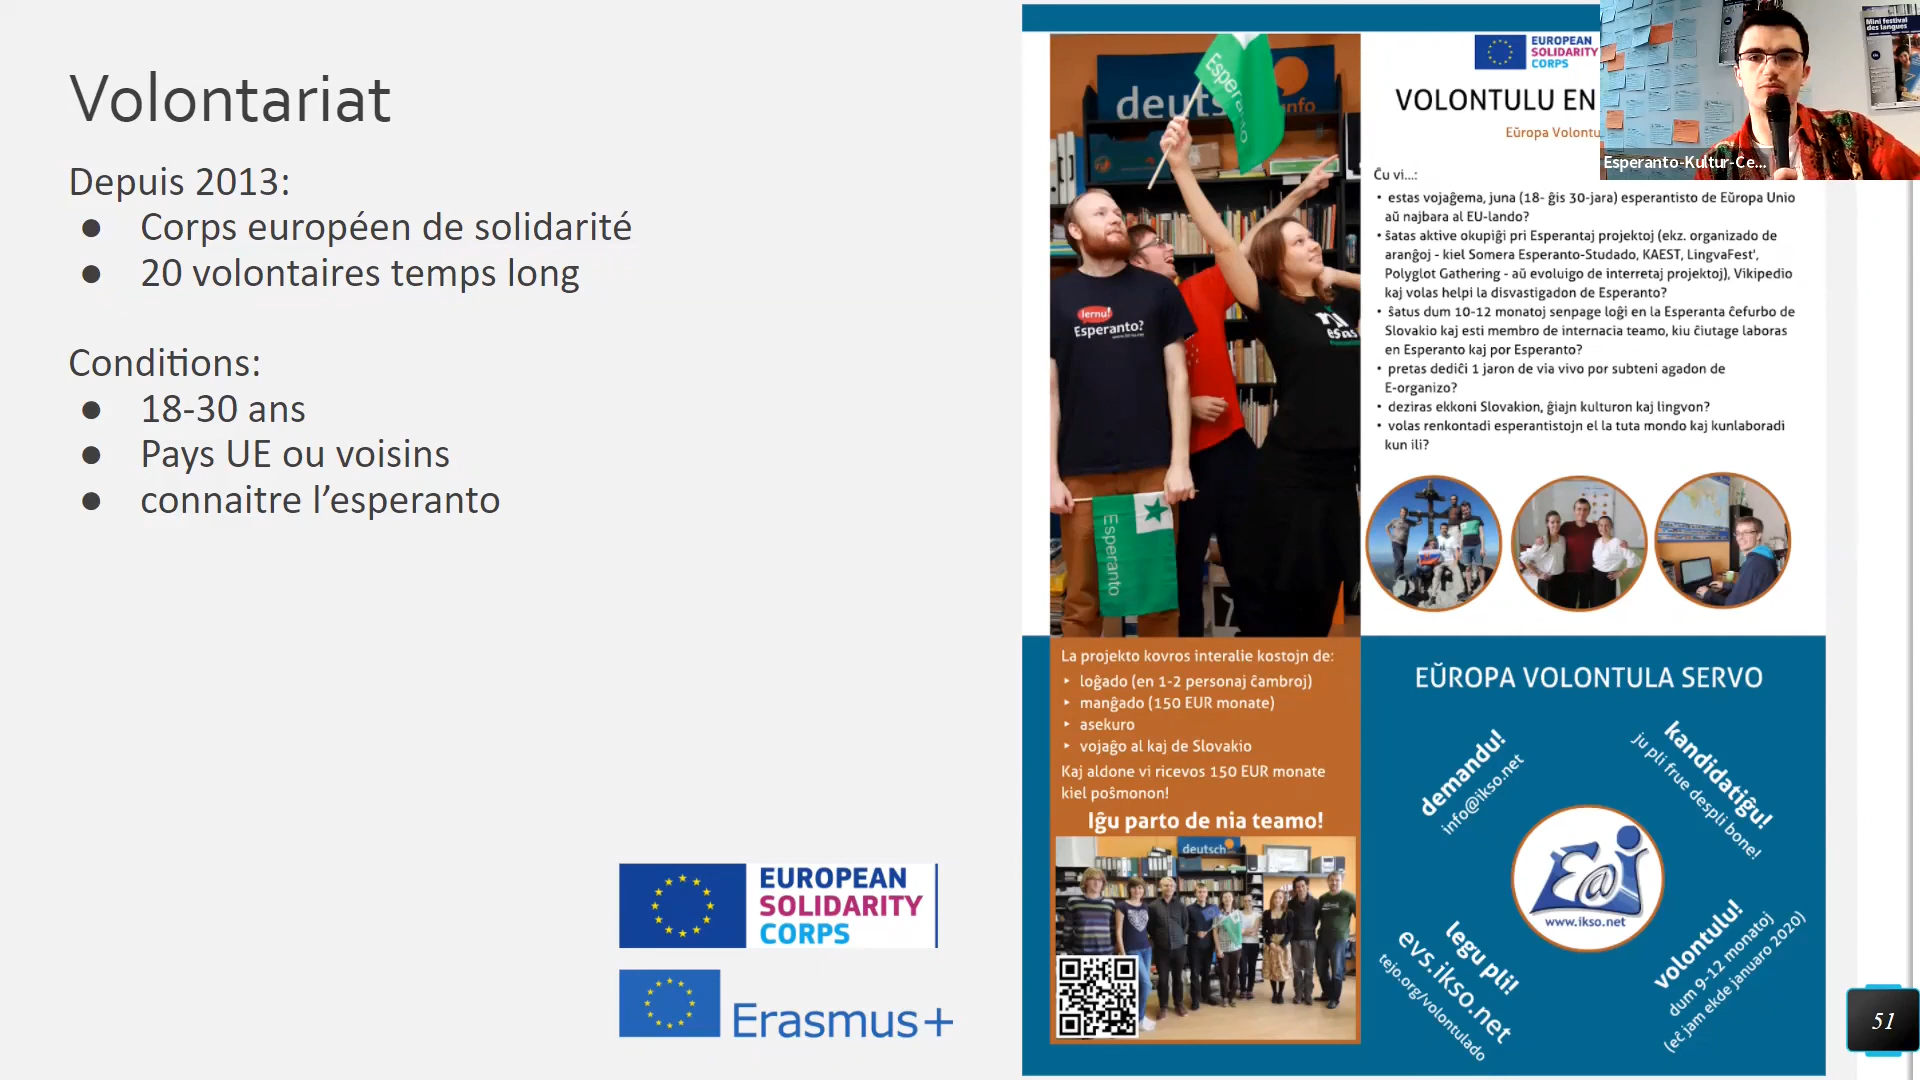 Volontariat
Depuis 2013:
● Corps européen de solidarité
● 20 volontaires temps long
Conditions:
● 18-30 ans
● Pays UE ou voisins
● connaitre l’esperanto
EUROPEAN
SOLIDARITY
CORPS
Erasmus+
deuts
info
Esperanto
lernu!
Esperanto?
Esperanto
EUROPEAN
SOLIDARITY
CORPS
VOLONTULU EN
Eŭropa Volontu
Ĉu vi...:
• estas vojaĝema, juna (18- ĝis 30-jara) esperantisto de Eŭropa Unio
aŭ najbara al EU-lando?
• ŝatas aktive okupiĝi pri Esperantaj projektoj (ekz. organizado de
aranĝoj - kiel Somera Esperanto-Studado, KAEST, LingvaFest',
Polyglot Gathering - aŭ evoluigo de interretaj projektoj), Vikipedio
kaj volas helpi la disvastigadon de Esperanto?
• ŝatus dum 10-12 monatoj senpage loĝi en la Esperanta ĉefurbo de
Slovakio kaj esti membro de internacia teamo, kiu ĉiutage laboras
en Esperanto kaj por Esperanto?
• pretas dediĉi 1 jaron de via vivo por subteni agadon de
E-organizo?
• deziras ekkoni Slovakion, ĝiajn kulturon kaj lingvon?
• volas renkontadi esperantistojn el la tuta mondo kaj kunlaboradi
kun ili?
La projekto kovros interalie kostojn de:
‣ loĝado (en 1-2 personaj ĉambroj)
‣ manĝado (150 EUR monate)
‣ asekuro
‣ vojaĝo al kaj de Slovakio
Kaj aldone vi ricevos 150 EUR monate
kiel poŝmonon!
Iĝu parto de nia teamo!
deutsch
EŬROPA VOLONTULA SERVO
demandu!
info@ikso.net
kandidatiĝu!
ju pli frue despli bone!
E@I
www.ikso.net
legu pli!
evs.ikso.net
tejo.org/volontulado
volontulu!
dum 9-12 monatoj
(eĉ jam ekde januaro 2020)
Mini festival
des langues
Esperanto-Kultur-Ce...
51